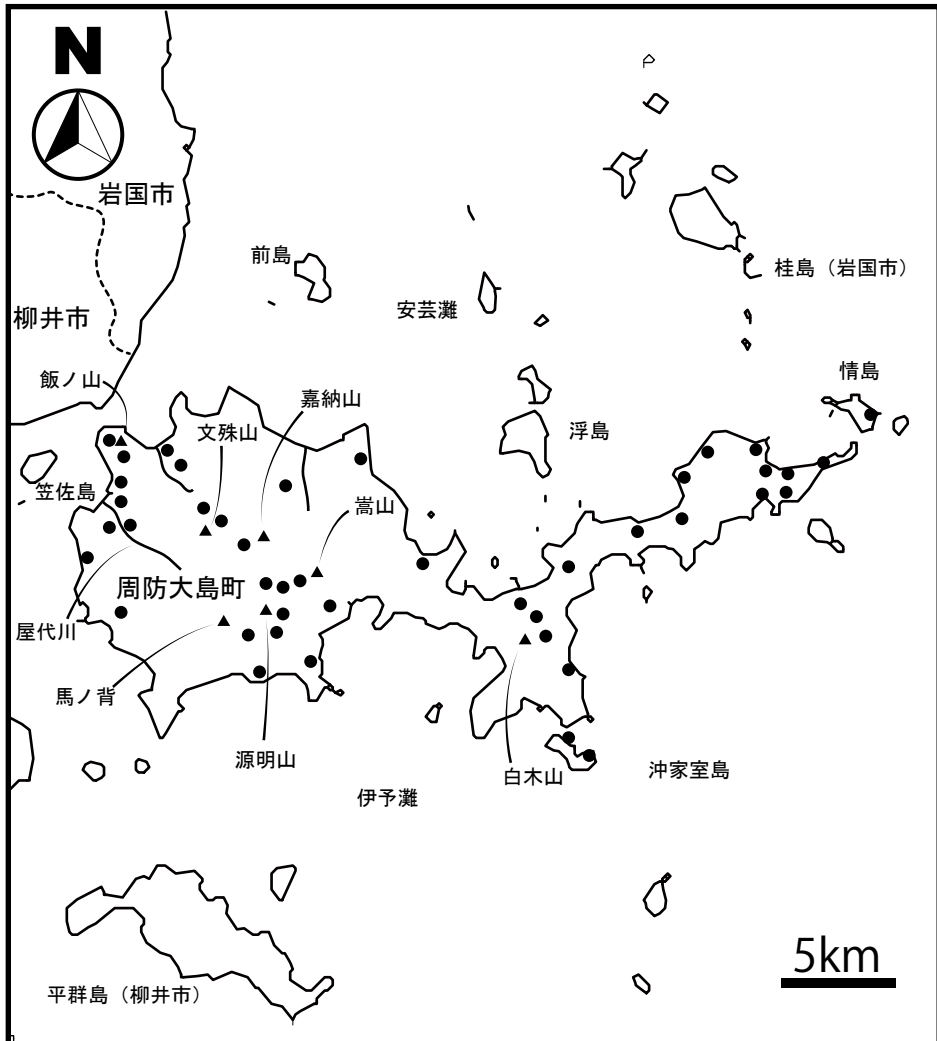 N
岩国市
前島
桂島（岩国市）
安芸灘
柳井市
飯ノ山
情島
嘉納山
文殊山
浮島
笠佐島
嵩山
周防大島町
屋代川
馬ノ背
源明山
白木山
沖家室島
伊予灘
5km
平群島（柳井市）